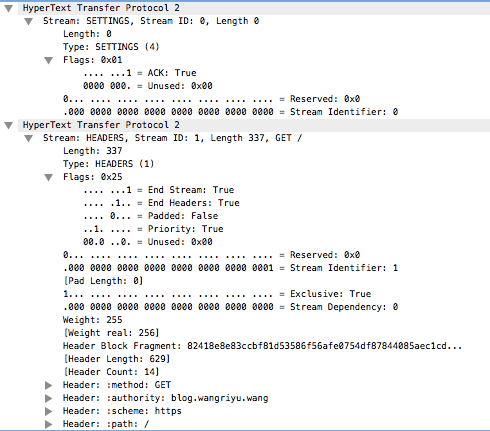 HyperText Transfer Protocol 2
Stream: SETTINGS, Stream ID: 0, Length 0
Length: 0
Type: SETTINGS (4)
Flags: 0x01
.... ...1 = ACK: True
0000 000. = Unused: 0x00
0... .... .... .... .... .... .... .... = Reserved: 0x0
.000 0000 0000 0000 0000 0000 0000 0000 = Stream Identifier: 0
HyperText Transfer Protocol 2
Stream: HEADERS, Stream ID: 1, Length 337, GET /
Length: 337
Type: HEADERS (1)
Flags: 0x25
.... ...1 = End Stream: True
.... .1.. = End Headers: True
.... 0... = Padded: False
..1. .... = Priority: True
00.0 ..0. = Unused: 0x00
0... .... .... .... .... .... .... .... = Reserved: 0x0
.000 0000 0000 0000 0000 0000 0000 0001 = Stream Identifier: 1
[Pad Length: 0]
1... .... .... .... .... .... .... .... = Exclusive: True
.000 0000 0000 0000 0000 0000 0000 0000 = Stream Dependency: 0
Weight: 255
[Weight real: 256]
Header Block Fragment: 82418e8e83ccbf81d53586f56afe0754df87844085aec1cd...
[Header Length: 629]
[Header Count: 14]
Header: :method: GET
Header: :authority: blog.wangriyu.wang
Header: :scheme: https
Header: :path: /